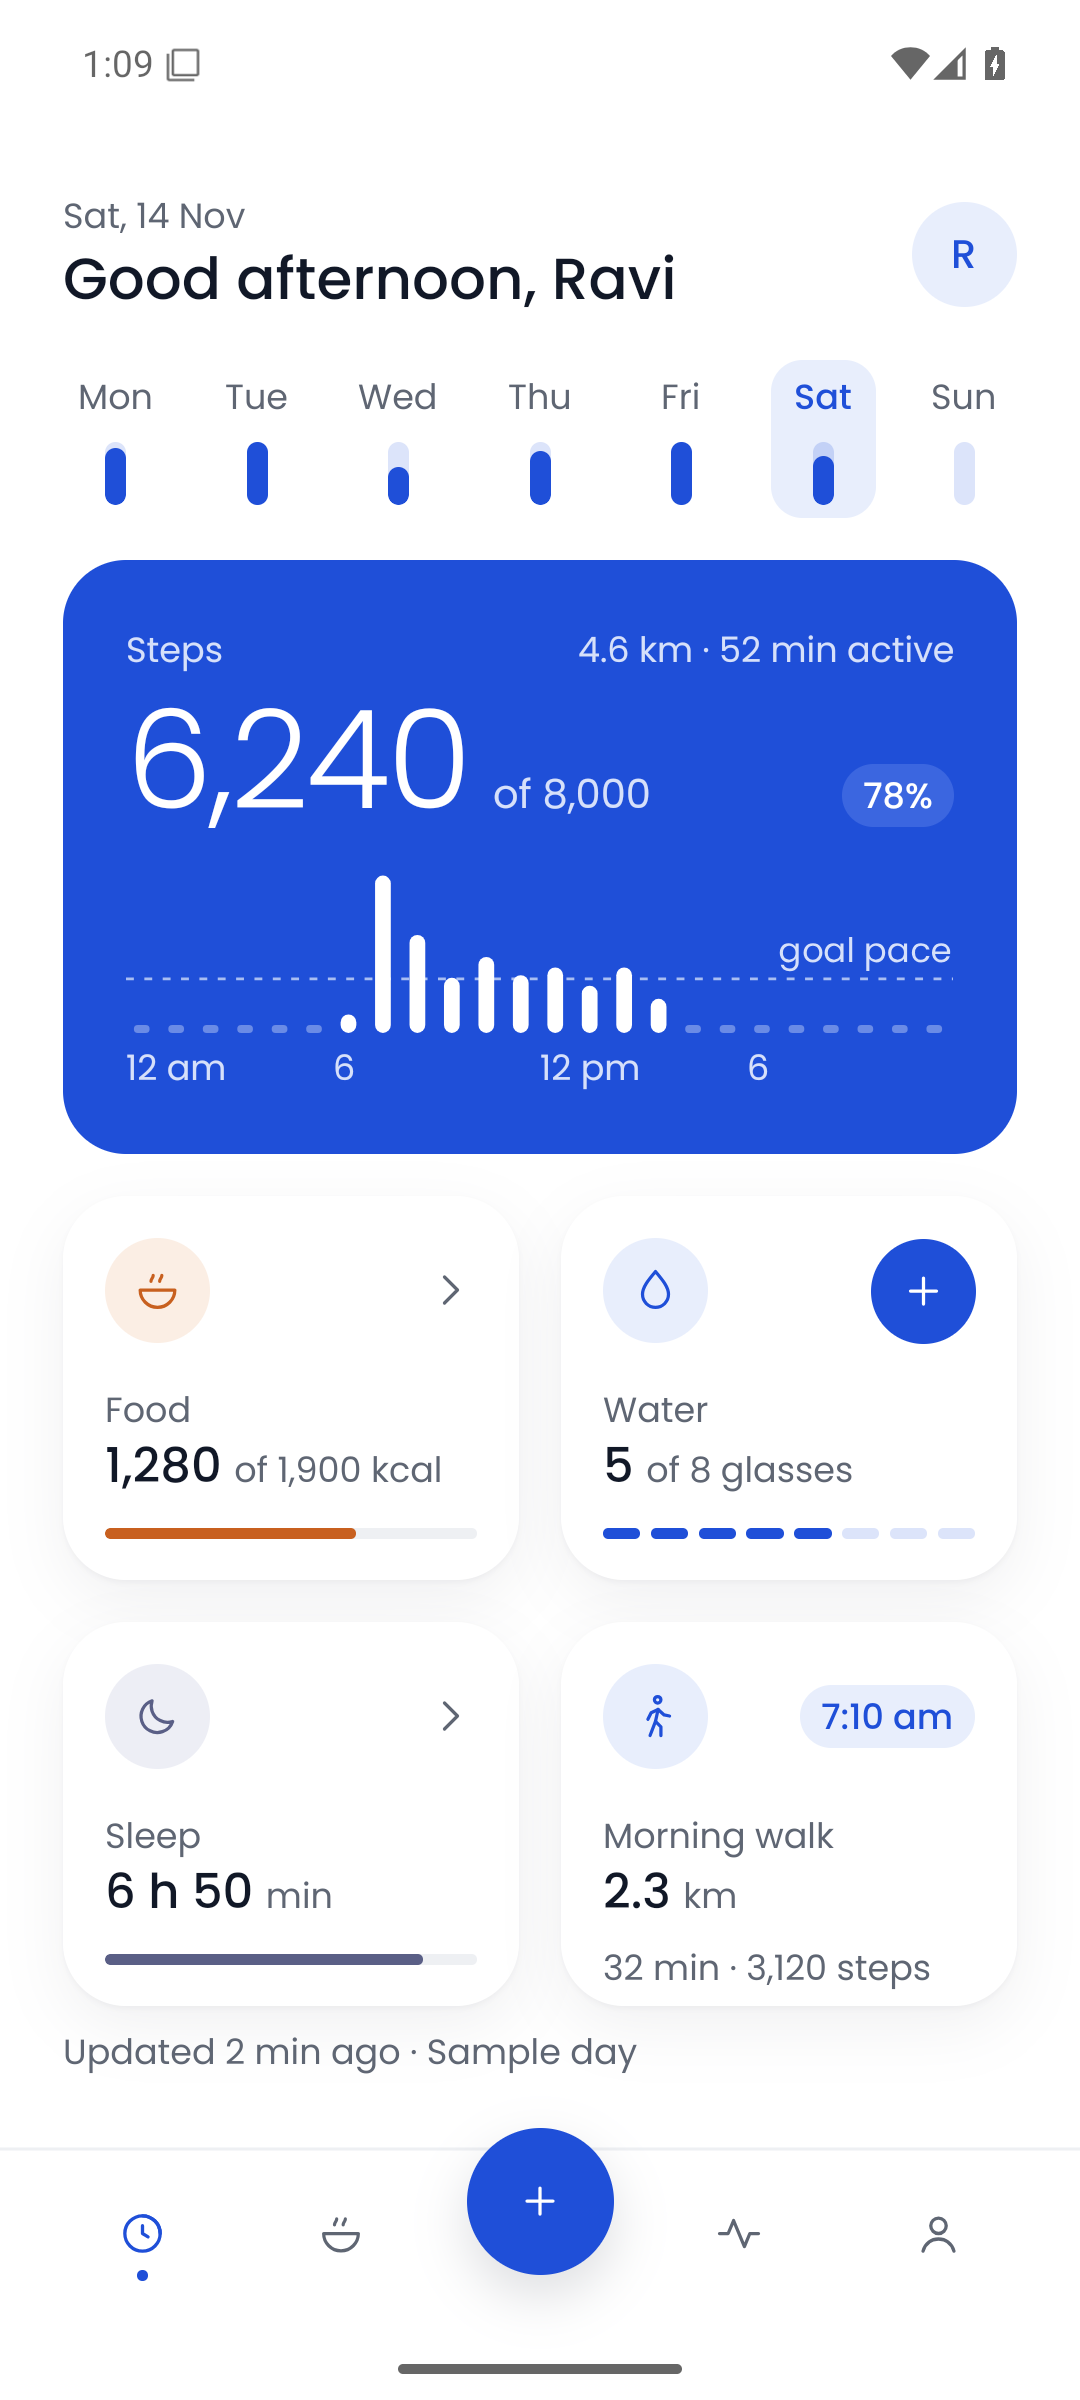 1:09
Sat, 14 Nov
Good afternoon, Ravi
R
Mon Tue Wed Thu Fri Sat Sun
Steps
4.6 km · 52 min active
6,240 of 8,000
78%
goal pace
12 am 6 12 pm 6
Food
1,280 of 1,900 kcal
Water
5 of 8 glasses
Sleep
6 h 50 min
7:10 am
Morning walk
2.3 km
32 min · 3,120 steps
Updated 2 min ago · Sample day